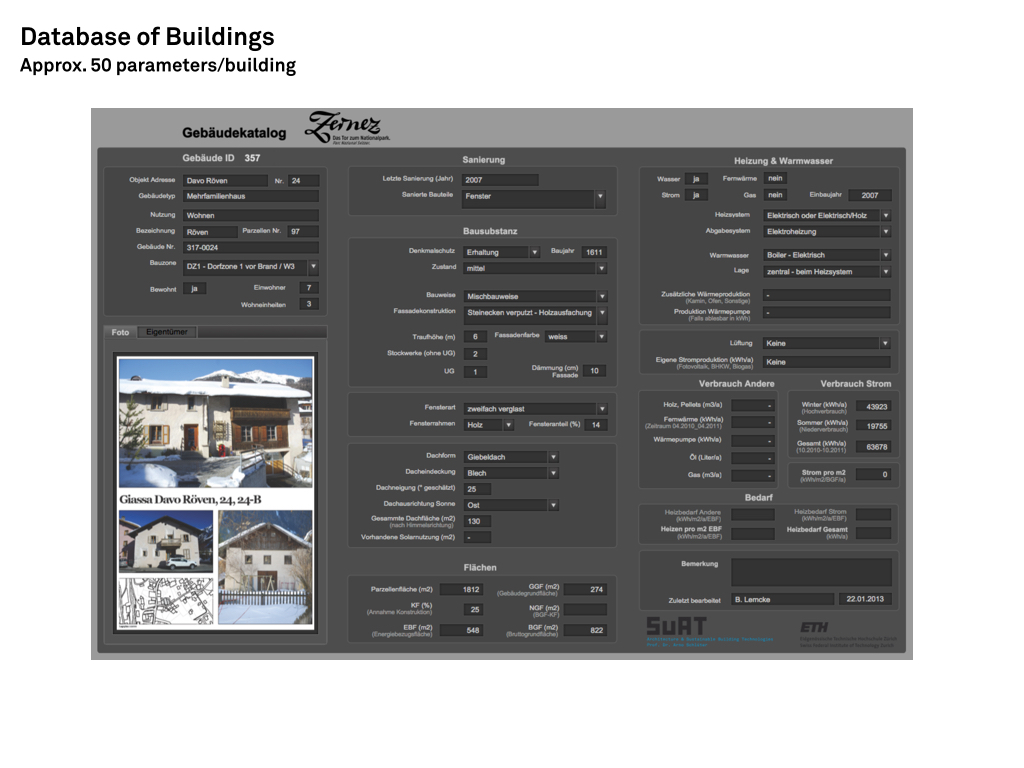 Database of Buildings
Approx. 50 parameters/building
Gebäudekatalog
Zernez
Das Tor zum Nationalpark.
Gebäude ID 357
Objekt Adresse Davo Röven Nr. 24
Gebäudetyp Mehrfamilienhaus
Nutzung Wohnen
Bezeichnung Röven Parzellen Nr. 97
Gebäude Nr. 317-0024
Bauzone DZ1 - Dorfzone 1 vor Brand / W3
Bewohnt ja Einwohner 7
Wohneinheiten 3
Foto Eigentümer
Giassa Davo Röven, 24, 24-B
Sanierung
Letzte Sanierung (Jahr) 2007
Sanierte Bauteile Fenster
Bausubstanz
Denkmalschutz Erhaltung Baujahr 1611
Zustand mittel
Bauweise Mischbauweise
Fassadekonstruktion Steinecken verputzt - Holzausfachung
Traufhöhe (m) 6 Fassadenfarbe weiss
Stockwerke (ohne UG) 2
UG 1 Dämmung (cm) Fassade 10
Fensterart zweifach verglast
Fensterrahmen Holz Fensteranteil (%) 14
Dachform Giebeldach
Dacheindeckung Blech
Dachneigung (° geschätzt) 25
Dachausrichtung Sonne Ost
Gesammte Dachfläche (m2) 130
(nach Himmelsrichtung)
Vorhandene Solarnutzung (m2) -
Flächen
Parzellenfläche (m2) 1812 GGF (m2) 274
(Gebäudegrundfläche)
KF (%) 25 NGF (m2)
(Annahme Konstruktion) (BGF-KF)
EBF (m2) 548 BGF (m2) 822
(Energiebezugsfläche) (Bruttogrundfläche)
Heizung & Warmwasser
Wasser ja Fernwärme nein
Strom ja Gas nein Einbaujahr 2007
Heizsystem Elektrisch oder Elektrisch/Holz
Abgabesystem Elektroheizung
Warmwasser Boiler - Elektrisch
Lage zentral - beim Heizsystem
Zusätzliche Wärmeproduktion -
(Kamin, Ofen, Sonstige)
Produktion Wärmepumpe -
(Falls ablesbar in kWh)
Lüftung Keine
Eigene Stromproduktion (kWh/a) Keine
(Fotovoltaik, BHKW, Biogas)
Verbrauch Andere
Holz, Pellets (m3/a) -
Fernwärme (kWh/a) -
(Zeitraum 04.2010_04.2011)
Wärmepumpe (kWh/a) -
Öl (Liter/a) -
Gas (m3/a) -
Verbrauch Strom
Winter (kWh/a) 43923
(Hochverbrauch)
Sommer (kWh/a) 19755
(Niederverbrauch)
Gesamt (kWh/a) 63678
(10.2010-10.2011)
Strom pro m2 0
(kWh/m2/BGF/a)
Bedarf
Heizbedarf Andere Heizbedarf Strom
(kWh/m2/a/EBF) (kWh/m2/a/EBF)
Heizen pro m2 EBF Heizbedarf Gesamt
(kWh/m2/a/EBF) (kWh/a)
Bemerkung
Zuletzt bearbeitet B. Lemcke 22.01.2013
SuAT ETH